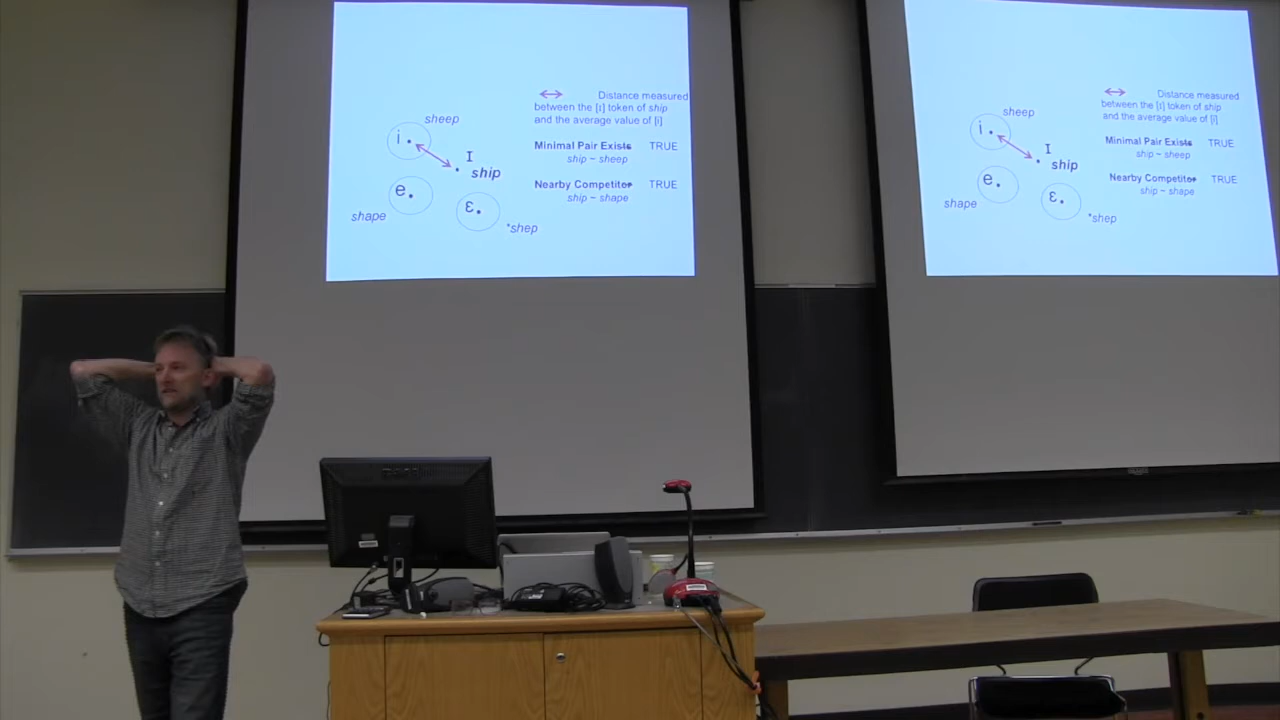 ↔ Distance measured
between the [ɪ] token of ship
and the average value of [i]
sheep
i
I
ship
Minimal Pair Exists TRUE
ship – sheep
e
ɛ
shape
*shep
Nearby Competitor TRUE
ship – shape
↔ Distance measured
between the [ɪ] token of ship
and the average value of [i]
sheep
i
I
ship
Minimal Pair Exists TRUE
ship – sheep
e
ɛ
shape
*shep
Nearby Competitor TRUE
ship – shape